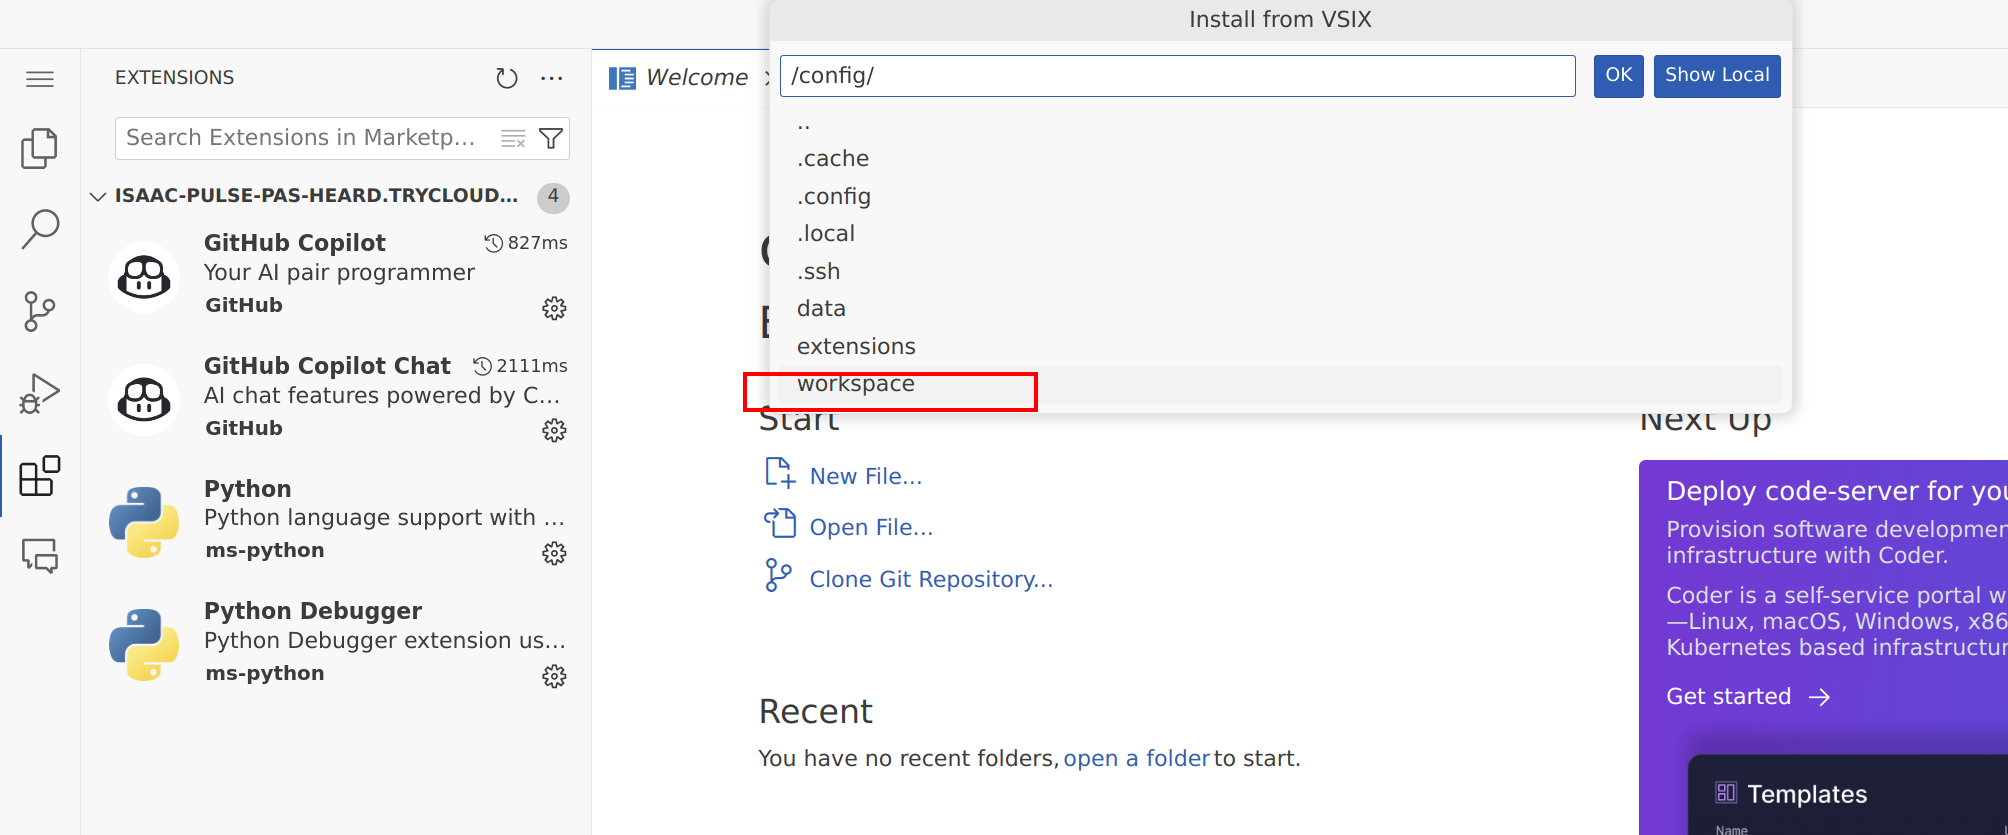 Install from VSIX
/config/
OK
Show Local
..
.cache
.config
.local
.ssh
data
extensions
workspace
EXTENSIONS
Search Extensions in Marketp...
ISAAC-PULSE-PAS-HEARD.TRYCLOUD...
4
GitHub Copilot
827ms
Your AI pair programmer
GitHub
GitHub Copilot Chat
2111ms
AI chat features powered by C...
GitHub
Python
Python language support with ...
ms-python
Python Debugger
Python Debugger extension us...
ms-python
Welcome
Start
New File...
Open File...
Clone Git Repository...
Recent
You have no recent folders, open a folder to start.
Next Up
Deploy code-server for you
Provision software developmen
infrastructure with Coder.
Coder is a self-service portal w
—Linux, macOS, Windows, x86
Kubernetes based infrastructur
Get started →
Templates
Name